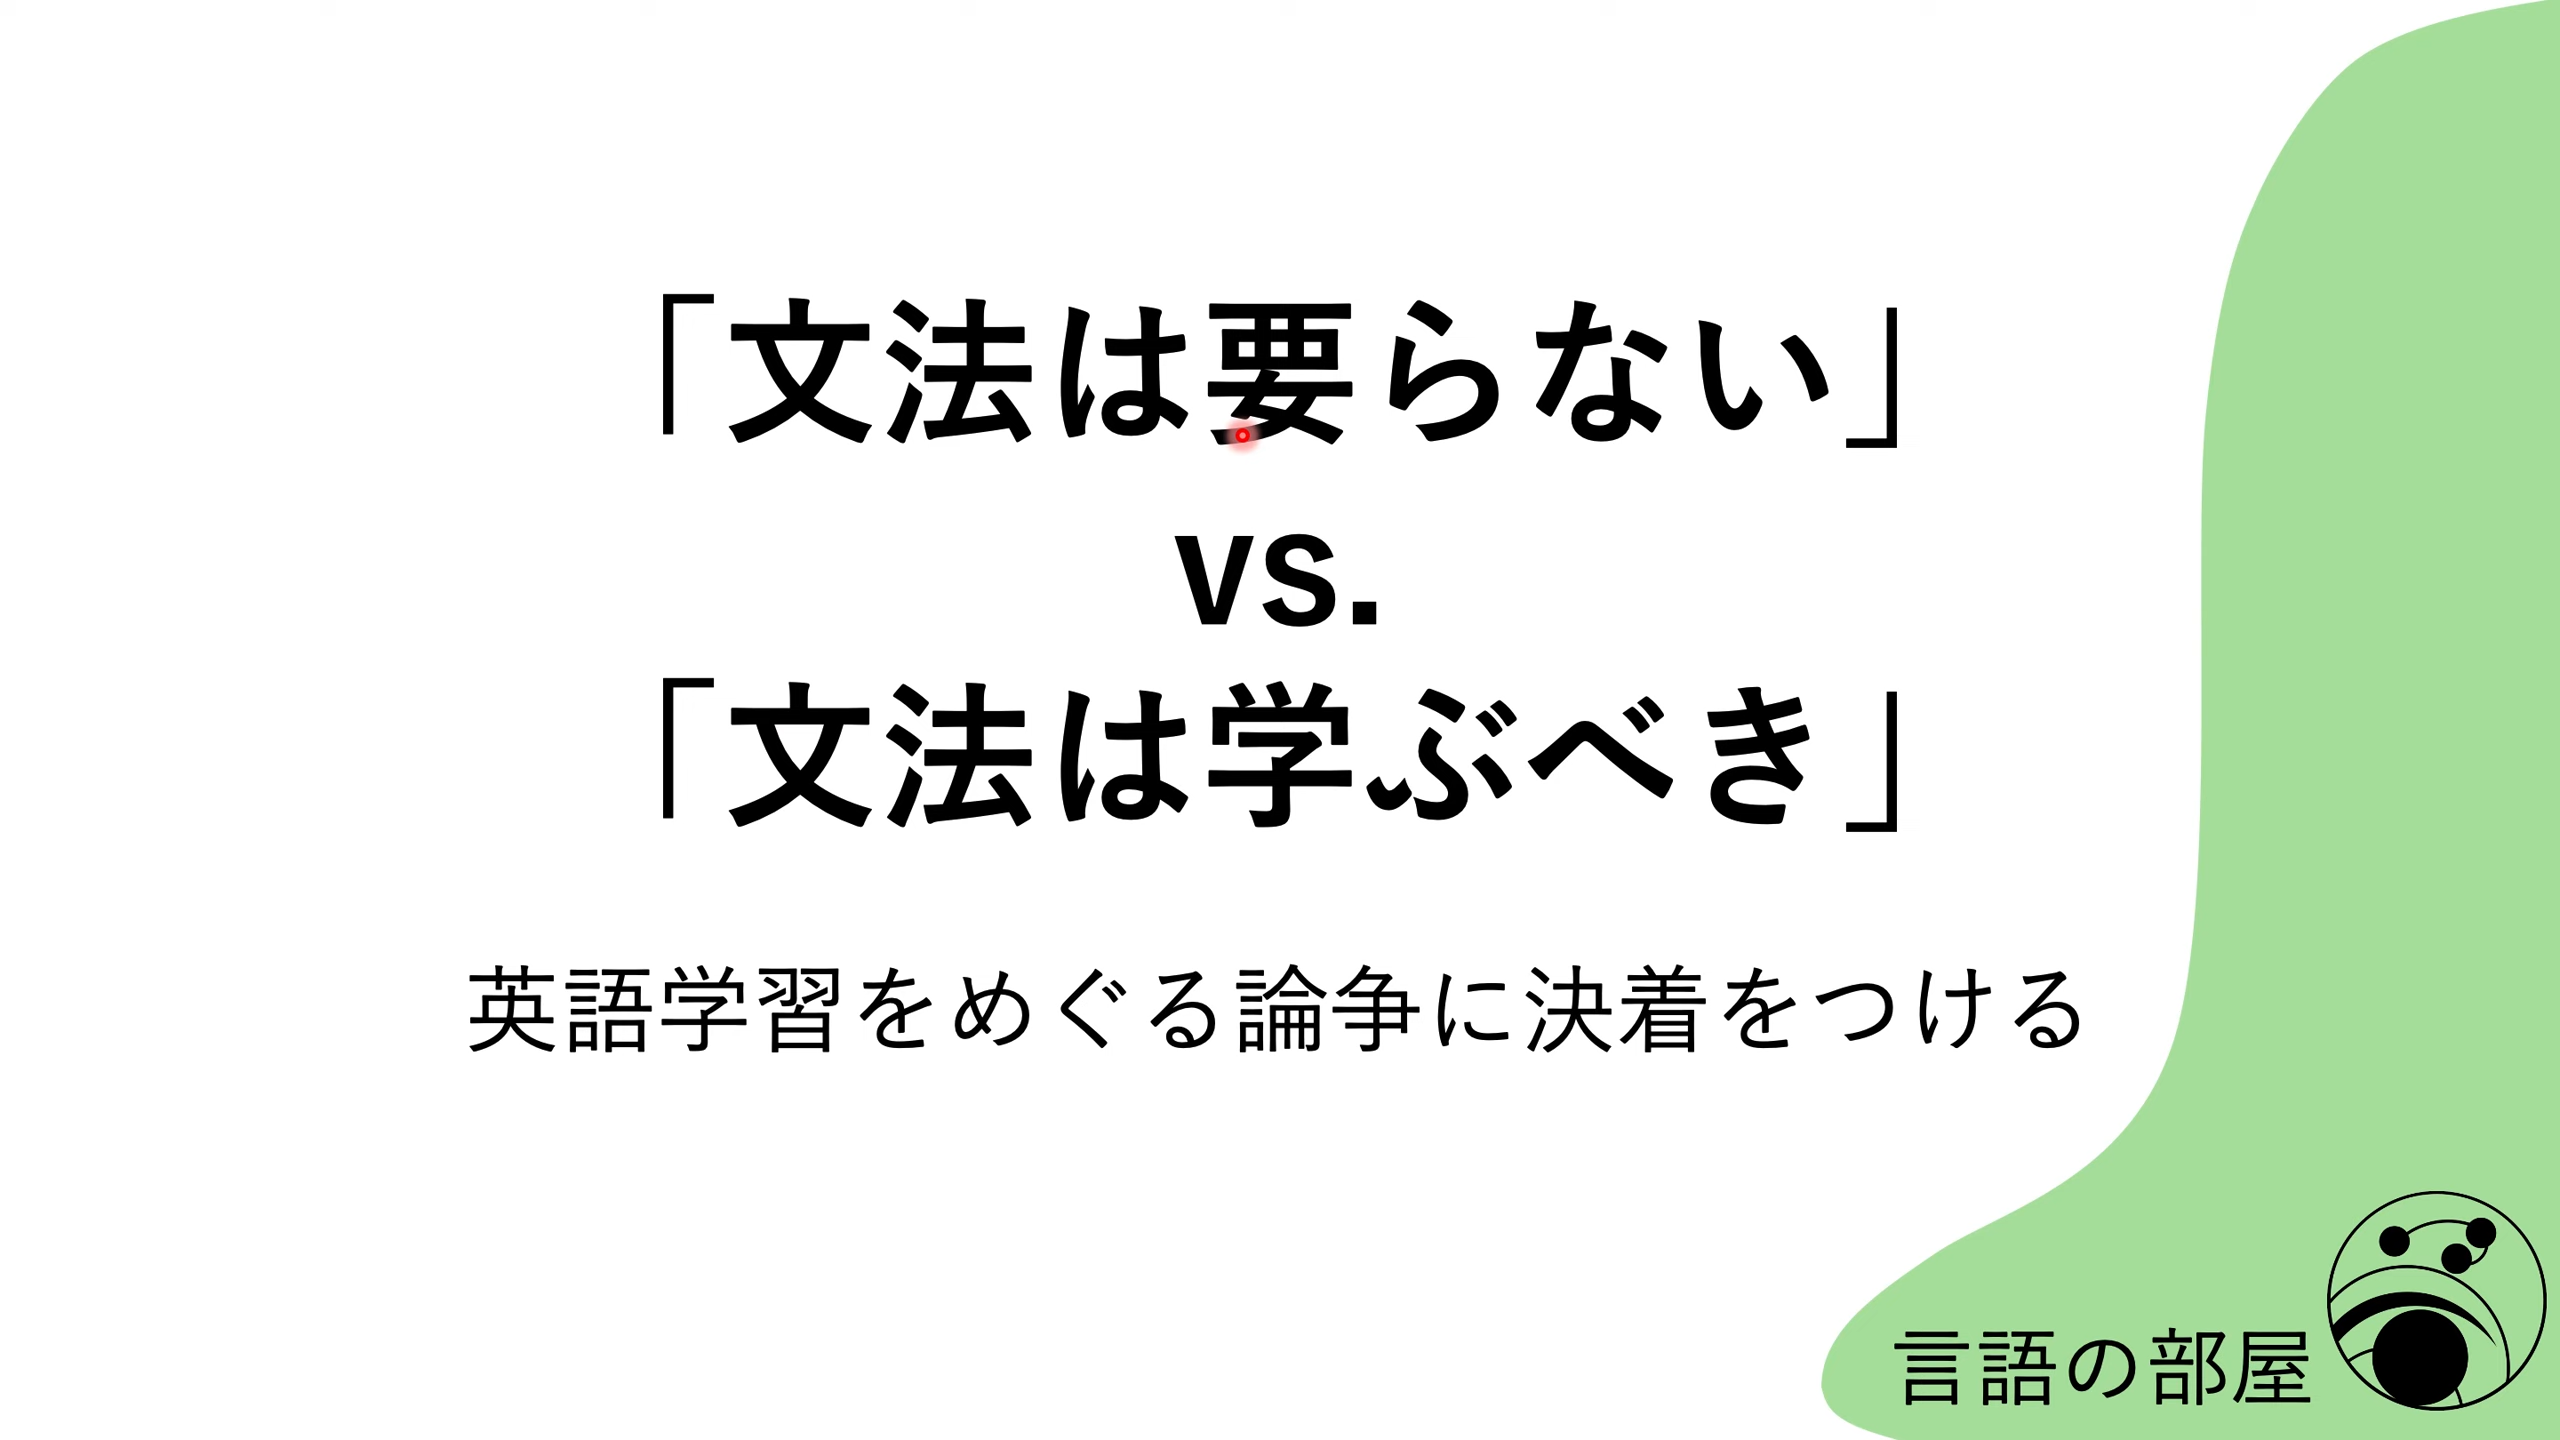 「文法は要らない」
vs.
「文法は学ぶべき」
英語学習をめぐる論争に決着をつける
言語の部屋